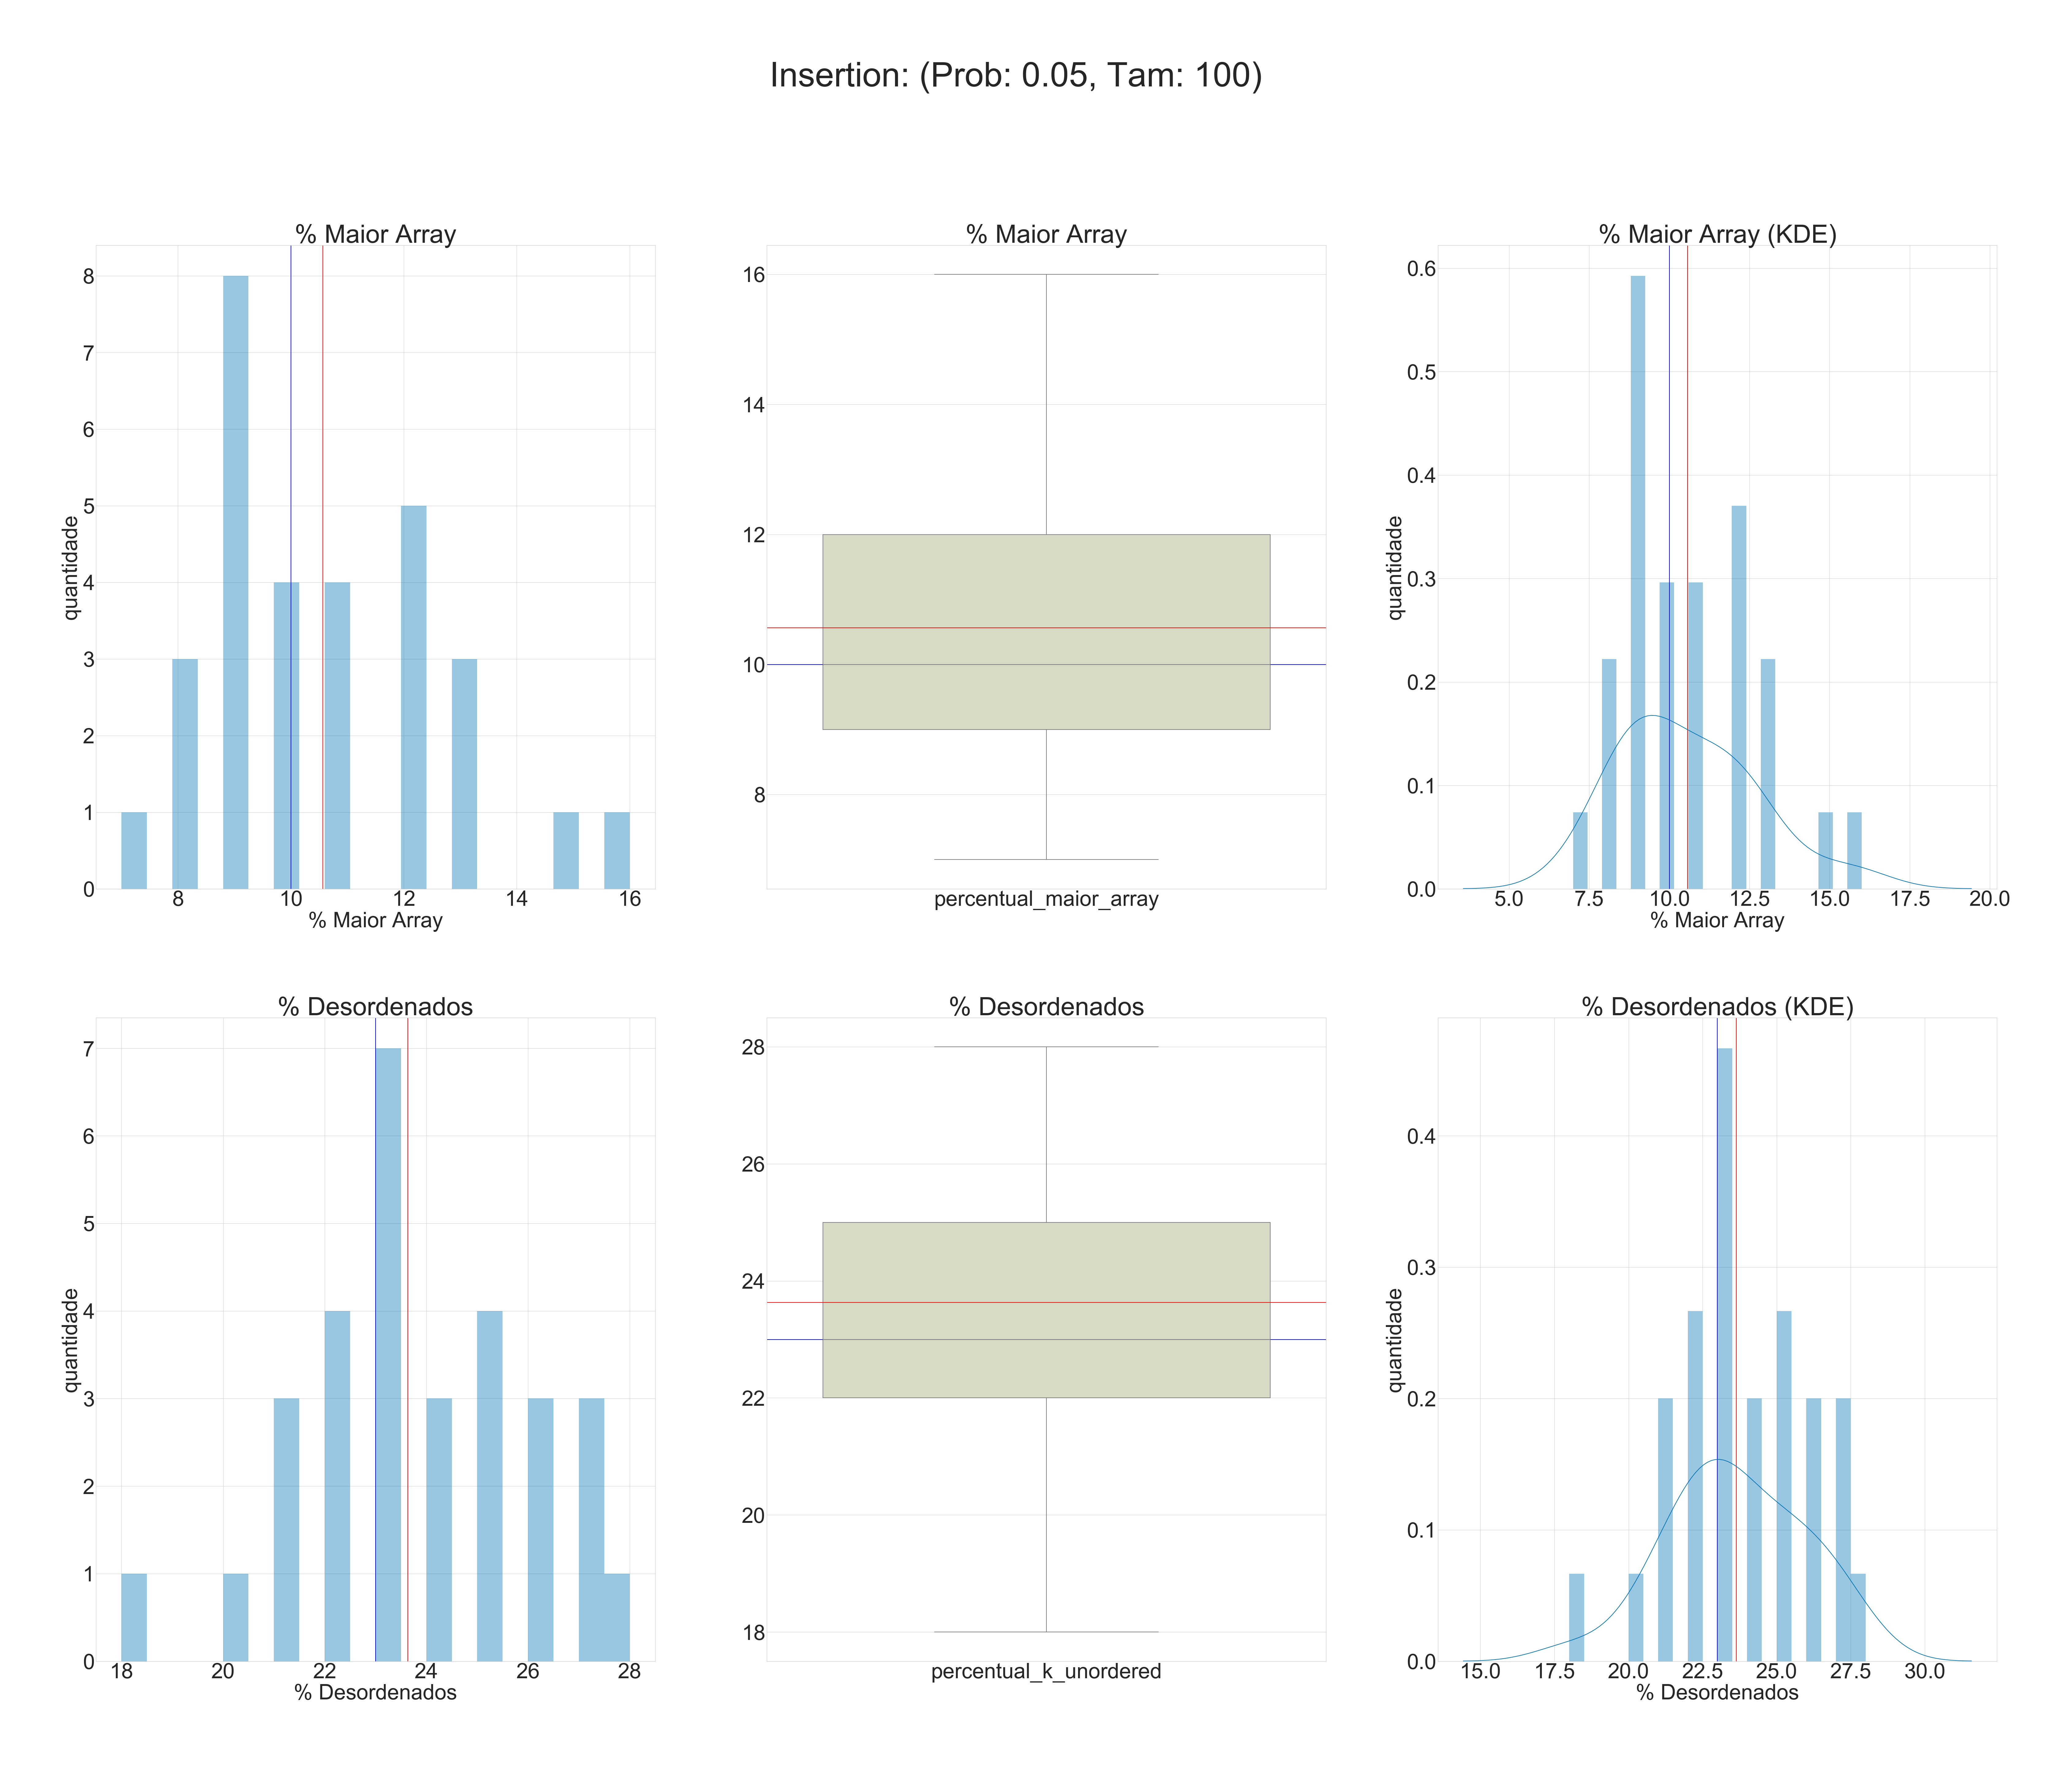 Insertion: (Prob: 0.05, Tam: 100)
% Maior Array
8
7
6
5
4
3
2
1
0
quantidade
8 10 12 14 16
% Maior Array
% Maior Array
16
14
12
10
8
percentual_maior_array
% Maior Array (KDE)
0.6
0.5
0.4
0.3
0.2
0.1
0.0
quantidade
5.0 7.5 10.0 12.5 15.0 17.5 20.0
% Maior Array
% Desordenados
7
6
5
4
3
2
1
0
quantidade
18 20 22 24 26 28
% Desordenados
% Desordenados
28
26
24
22
20
18
percentual_k_unordered
% Desordenados (KDE)
0.4
0.3
0.2
0.1
0.0
quantidade
15.0 17.5 20.0 22.5 25.0 27.5 30.0
% Desordenados